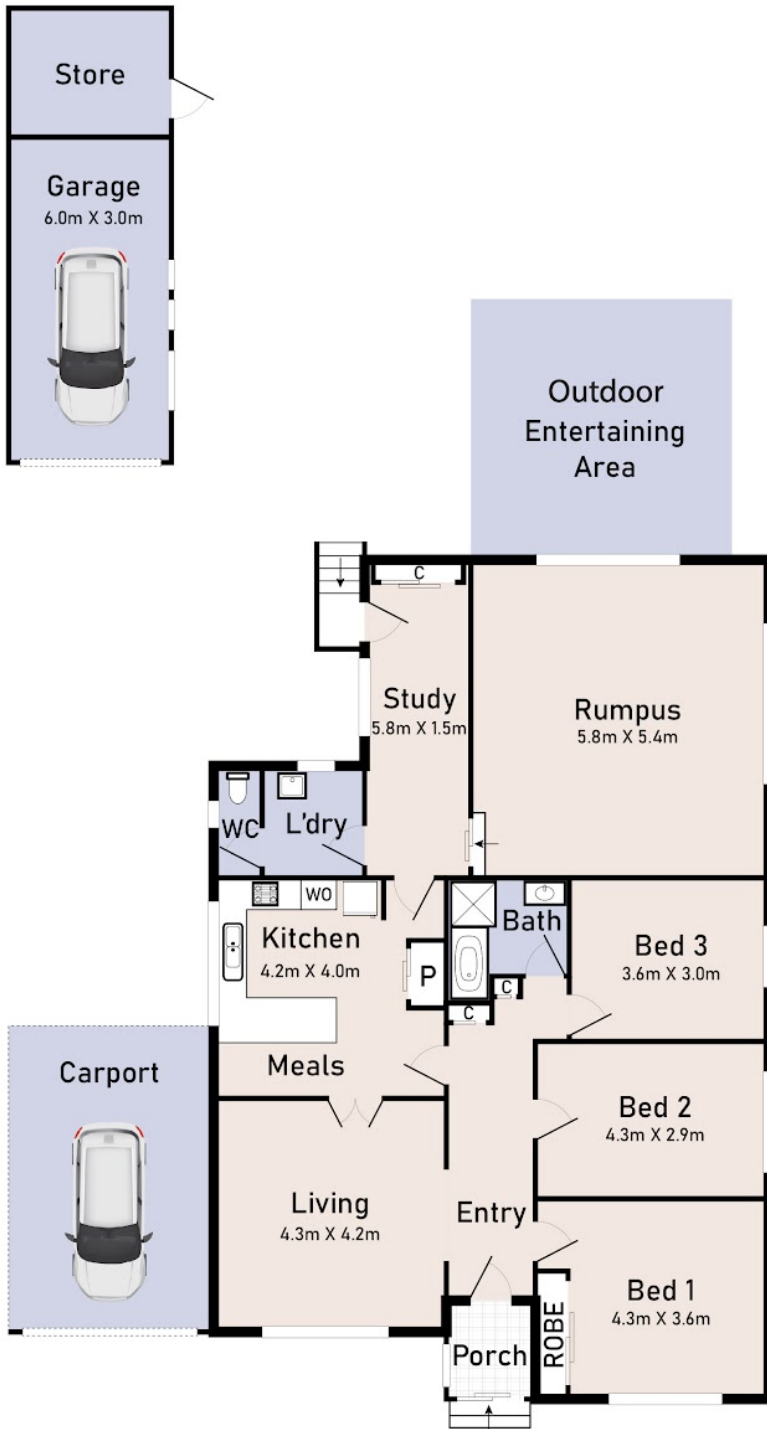 Store
Garage
6.0m X 3.0m
Outdoor
Entertaining
Area
C
Study
5.8m X 1.5m
Rumpus
5.8m X 5.4m
WC
L'dry
WO
Kitchen
4.2m X 4.0m
P
Bath
Bed 3
3.6m X 3.0m
C
C
Meals
Carport
Bed 2
4.3m X 2.9m
Living
4.3m X 4.2m
Entry
Bed 1
4.3m X 3.6m
ROBE
Porch